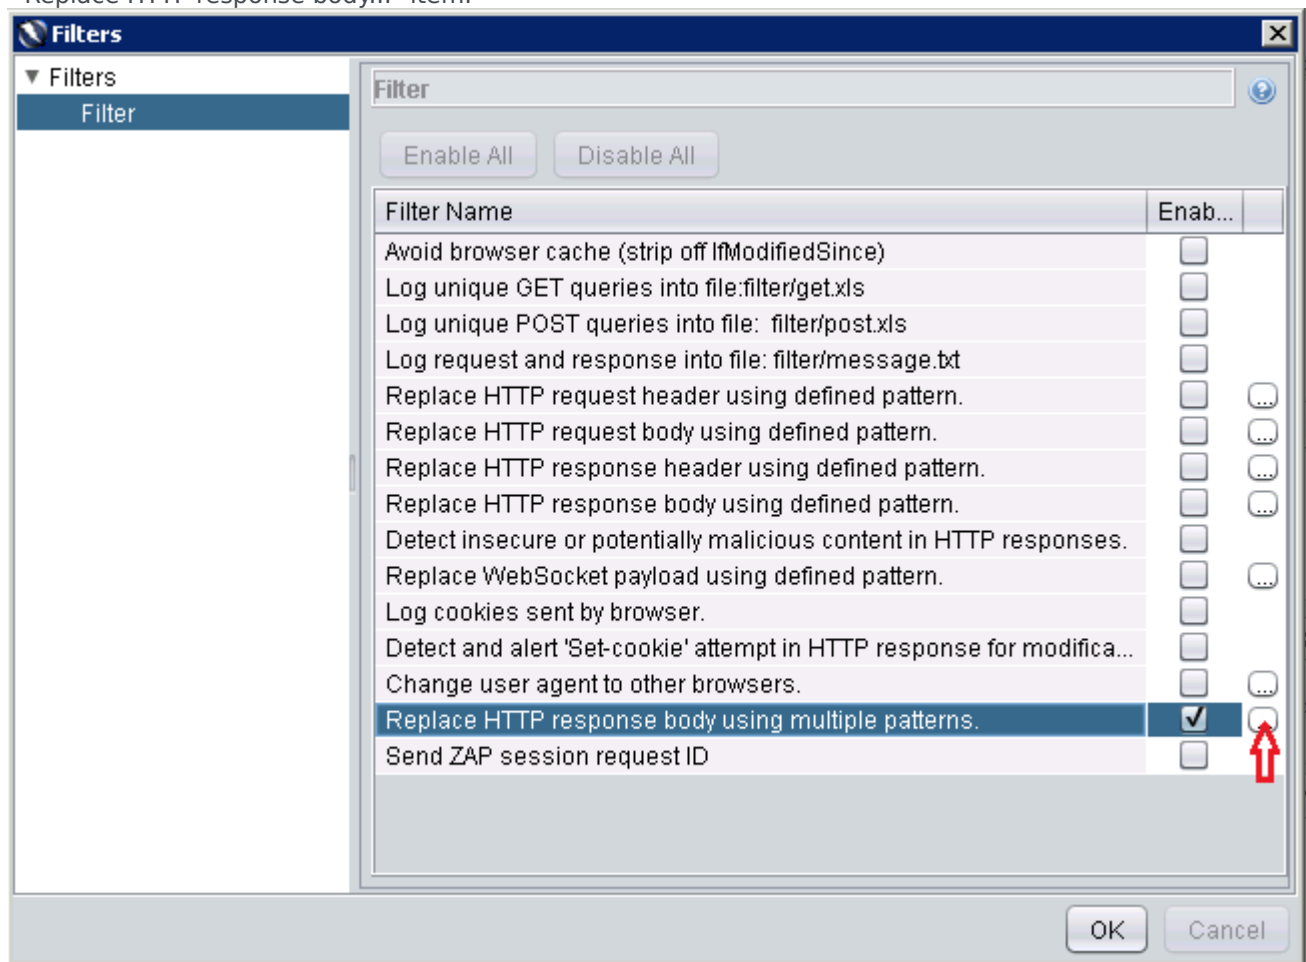 "Replace HTTP response body..." item.
Filters
Filters
Filter
Filter
Enable All Disable All
Filter Name Enab...
Avoid browser cache (strip off IfModifiedSince)
Log unique GET queries into file:filter/get.xls
Log unique POST queries into file: filter/post.xls
Log request and response into file: filter/message.txt
Replace HTTP request header using defined pattern. ...
Replace HTTP request body using defined pattern. ...
Replace HTTP response header using defined pattern. ...
Replace HTTP response body using defined pattern. ...
Detect insecure or potentially malicious content in HTTP responses.
Replace WebSocket payload using defined pattern. ...
Log cookies sent by browser.
Detect and alert 'Set-cookie' attempt in HTTP response for modifica...
Change user agent to other browsers. ...
Replace HTTP response body using multiple patterns. ...
Send ZAP session request ID
OK Cancel